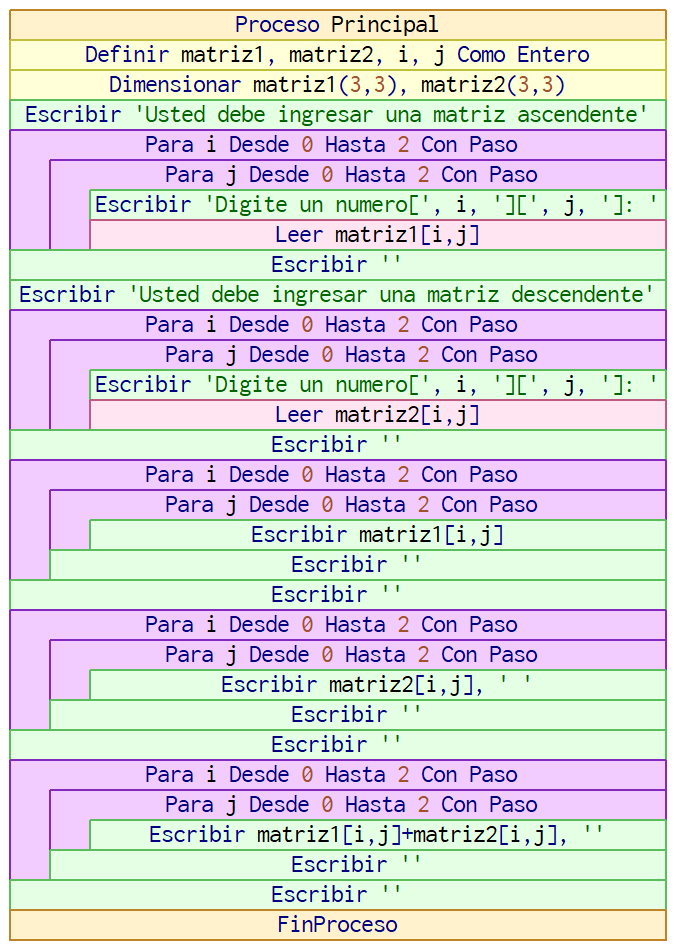 Proceso Principal
Definir matriz1, matriz2, i, j Como Entero
Dimensionar matriz1(3,3), matriz2(3,3)
Escribir 'Usted debe ingresar una matriz ascendente'
Para i Desde 0 Hasta 2 Con Paso
Para j Desde 0 Hasta 2 Con Paso
Escribir 'Digite un numero[', i, '][', j, ']: '
Leer matriz1[i,j]
Escribir ''
Escribir 'Usted debe ingresar una matriz descendente'
Para i Desde 0 Hasta 2 Con Paso
Para j Desde 0 Hasta 2 Con Paso
Escribir 'Digite un numero[', i, '][', j, ']: '
Leer matriz2[i,j]
Escribir ''
Para i Desde 0 Hasta 2 Con Paso
Para j Desde 0 Hasta 2 Con Paso
Escribir matriz1[i,j]
Escribir ''
Escribir ''
Para i Desde 0 Hasta 2 Con Paso
Para j Desde 0 Hasta 2 Con Paso
Escribir matriz2[i,j], ' '
Escribir ''
Escribir ''
Para i Desde 0 Hasta 2 Con Paso
Para j Desde 0 Hasta 2 Con Paso
Escribir matriz1[i,j]+matriz2[i,j], ''
Escribir ''
Escribir ''
FinProceso